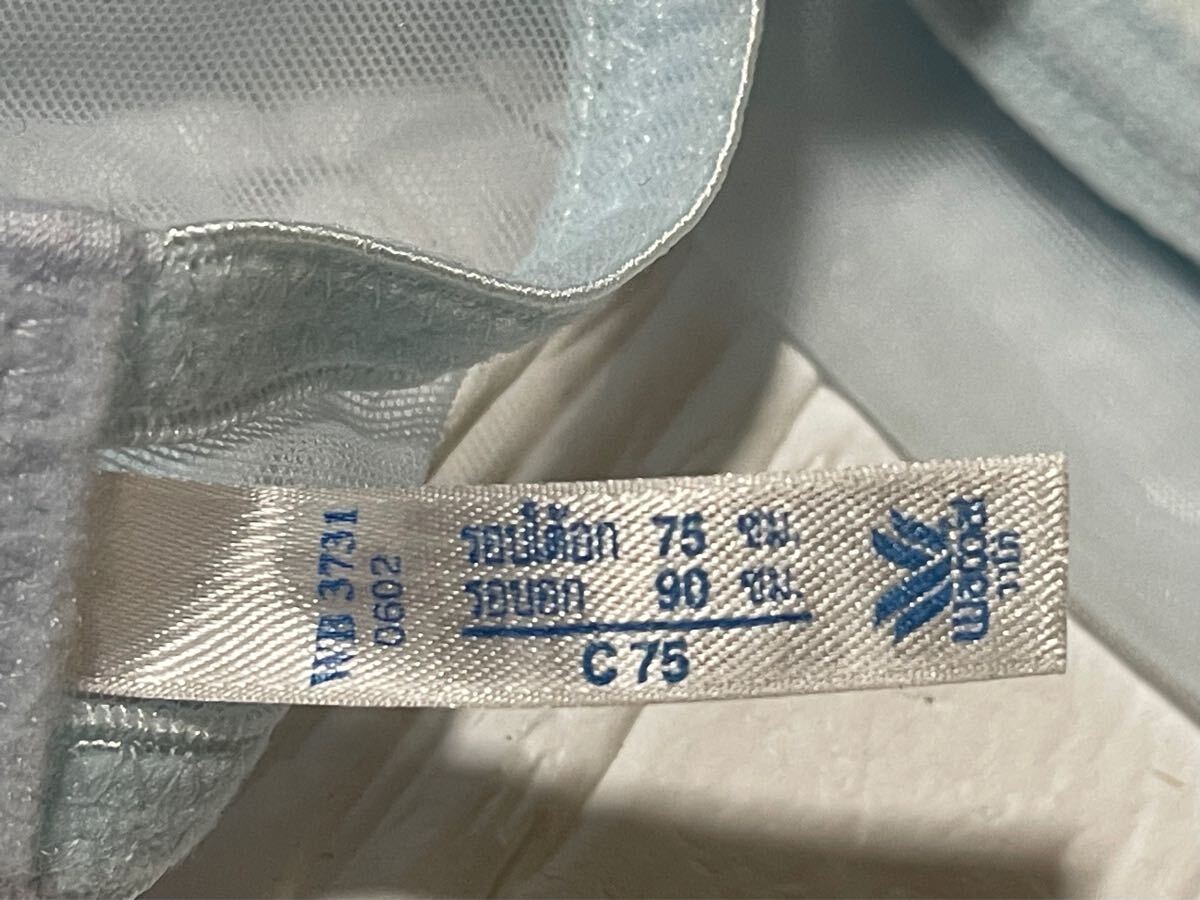 WB 3731
0602
รอบใต้อก 75 ซม.
รอบอก 90 ซม.
C 75
Wacoal
วาโก้